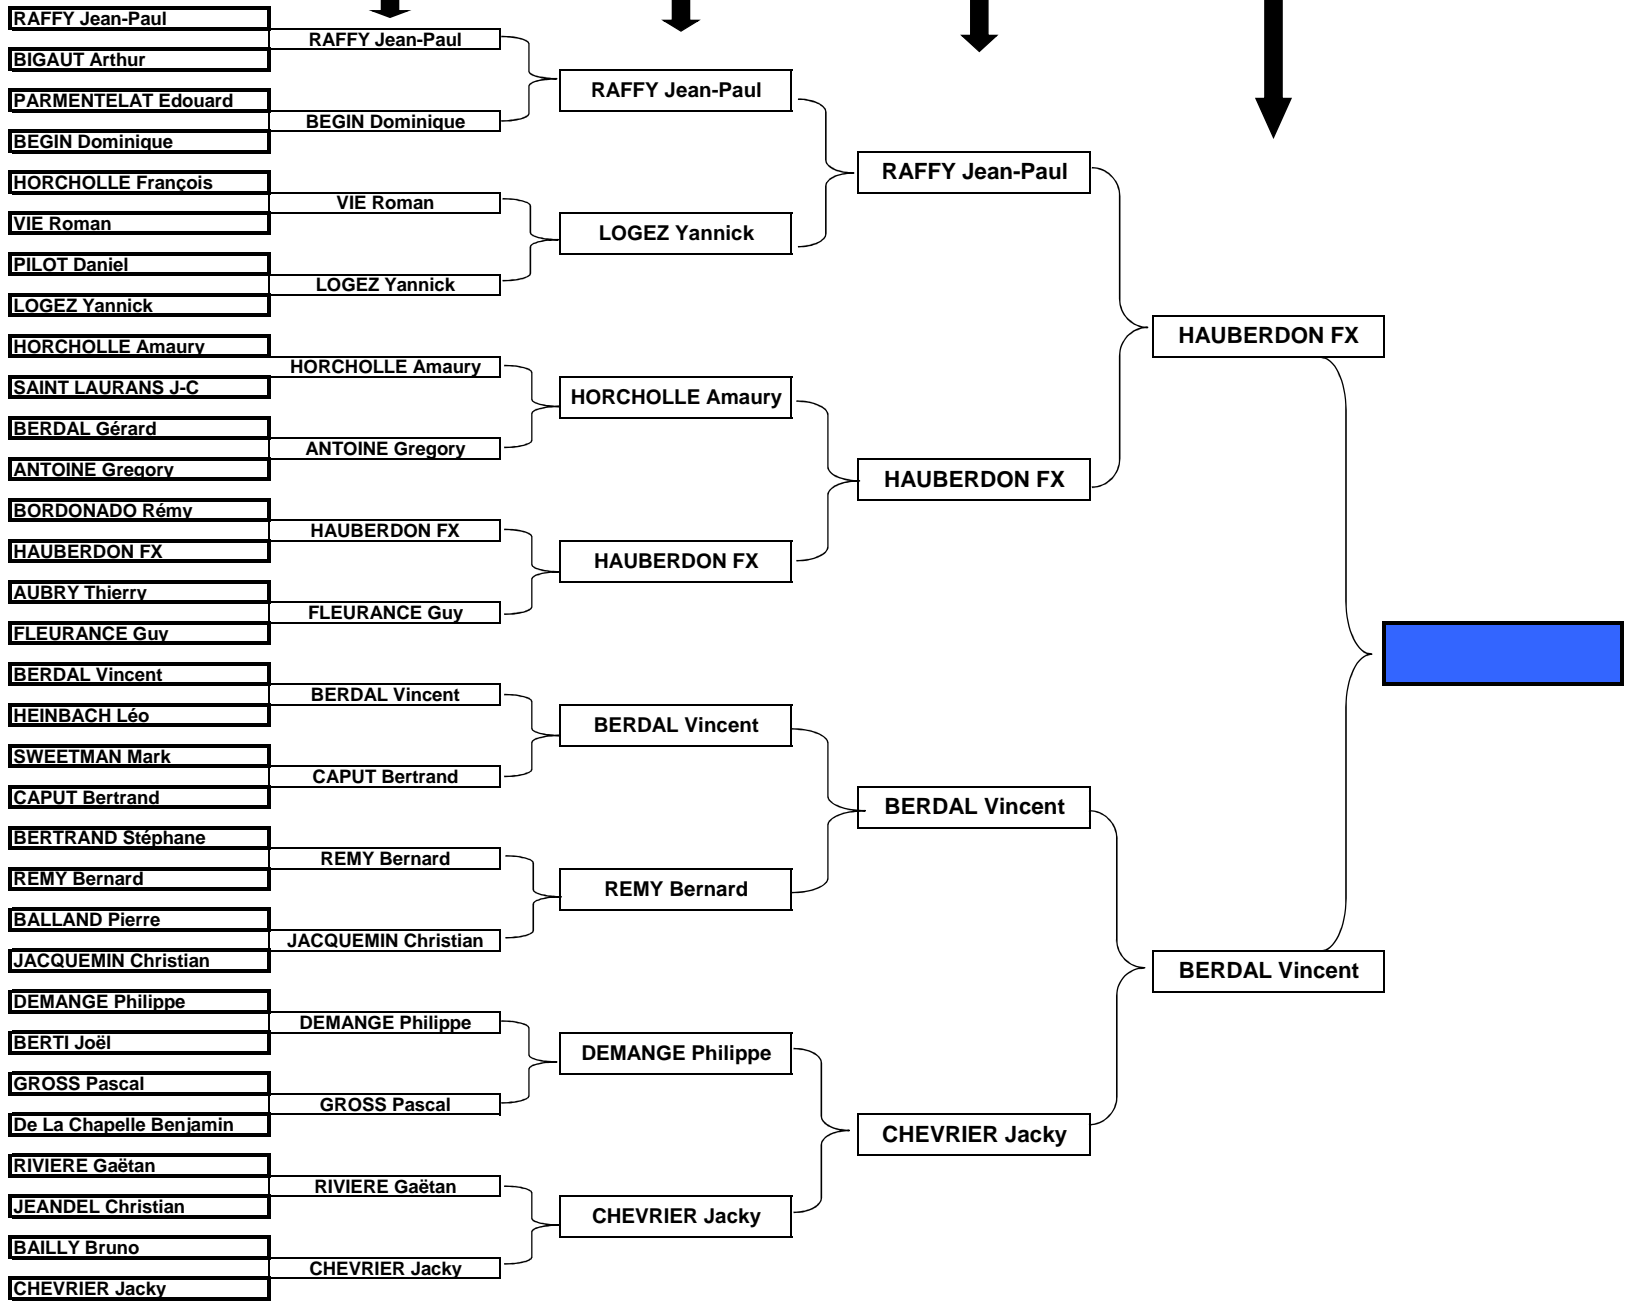 RAFFY Jean-Paul
BIGAUT Arthur
PARMENTELAT Edouard
BEGIN Dominique
HORCHOLLE François
VIE Roman
PILOT Daniel
LOGEZ Yannick
HORCHOLLE Amaury
SAINT LAURANS J-C
BERDAL Gérard
ANTOINE Gregory
BORDONADO Rémy
HAUBERDON FX
AUBRY Thierry
FLEURANCE Guy
BERDAL Vincent
HEINBACH Léo
SWEETMAN Mark
CAPUT Bertrand
BERTRAND Stéphane
REMY Bernard
BALLAND Pierre
JACQUEMIN Christian
DEMANGE Philippe
BERTI Joël
GROSS Pascal
De La Chapelle Benjamin
RIVIERE Gaëtan
JEANDEL Christian
BAILLY Bruno
CHEVRIER Jacky
RAFFY Jean-Paul
BEGIN Dominique
VIE Roman
LOGEZ Yannick
HORCHOLLE Amaury
ANTOINE Gregory
HAUBERDON FX
FLEURANCE Guy
BERDAL Vincent
CAPUT Bertrand
REMY Bernard
JACQUEMIN Christian
DEMANGE Philippe
GROSS Pascal
RIVIERE Gaëtan
CHEVRIER Jacky
RAFFY Jean-Paul
LOGEZ Yannick
HORCHOLLE Amaury
HAUBERDON FX
BERDAL Vincent
REMY Bernard
DEMANGE Philippe
CHEVRIER Jacky
RAFFY Jean-Paul
HAUBERDON FX
BERDAL Vincent
CHEVRIER Jacky
HAUBERDON FX
BERDAL Vincent